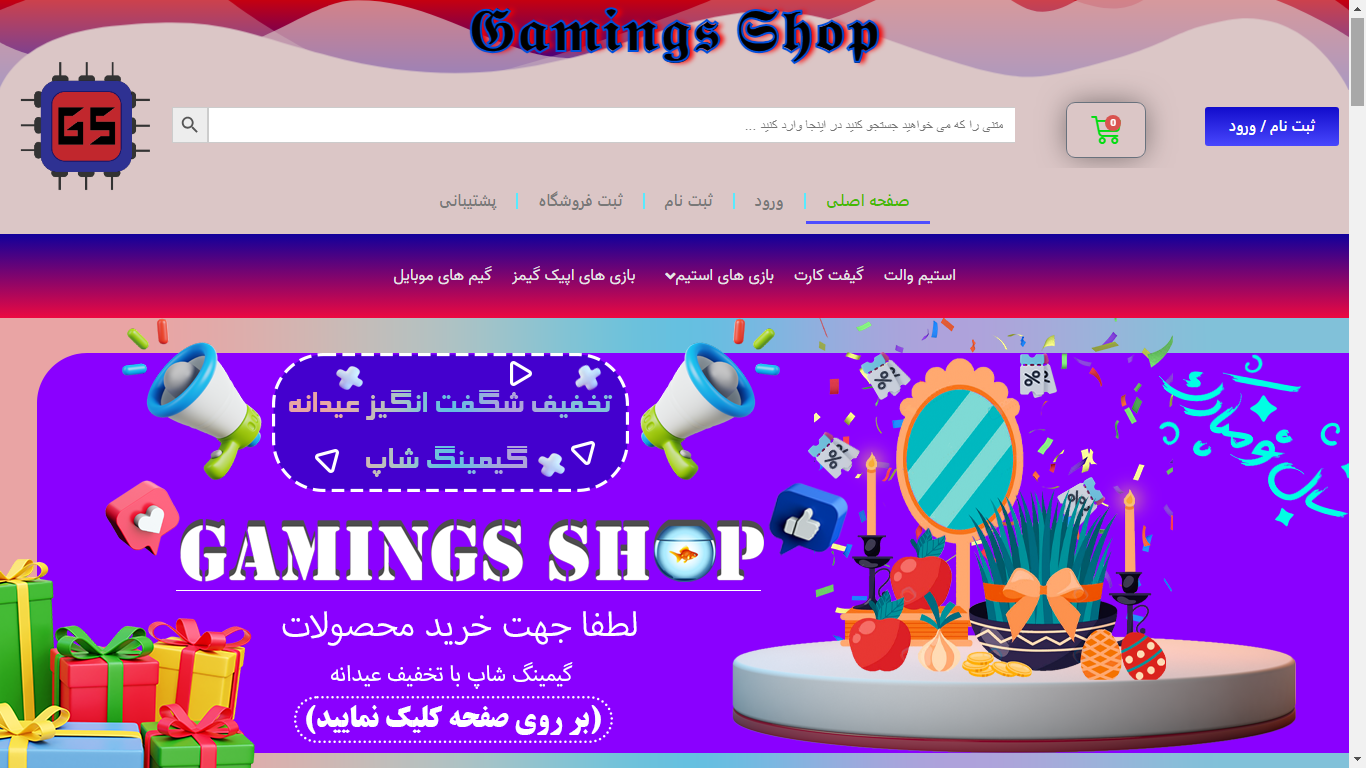 Gamings Shop
GS
ثبت نام / ورود
0
متنی را که می خواهید جستجو کنید در اینجا وارد کنید ...
صفحه اصلی
ورود
ثبت نام
ثبت فروشگاه
پشتیبانی
استیم والت
گیفت کارت
بازی های استیم
بازی های اپیک گیمز
گیم های موبایل
سال نو مبارک
تخفیف شگفت انگیز عیدانه
گیمینگ شاپ
GAMINGS SHOP
لطفا جهت خرید محصولات
گیمینگ شاپ با تخفیف عیدانه
(بر روی صفحه کلیک نمایید)